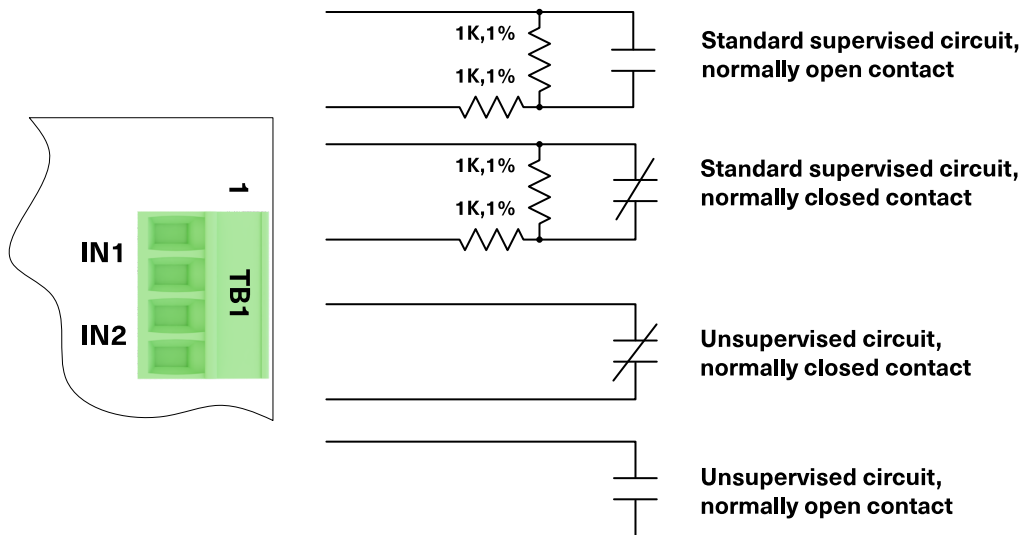 1K,1%
1K,1%
Standard supervised circuit,
normally open contact
1K,1%
1K,1%
Standard supervised circuit,
normally closed contact
1
IN1
TB1
IN2
Unsupervised circuit,
normally closed contact
Unsupervised circuit,
normally open contact